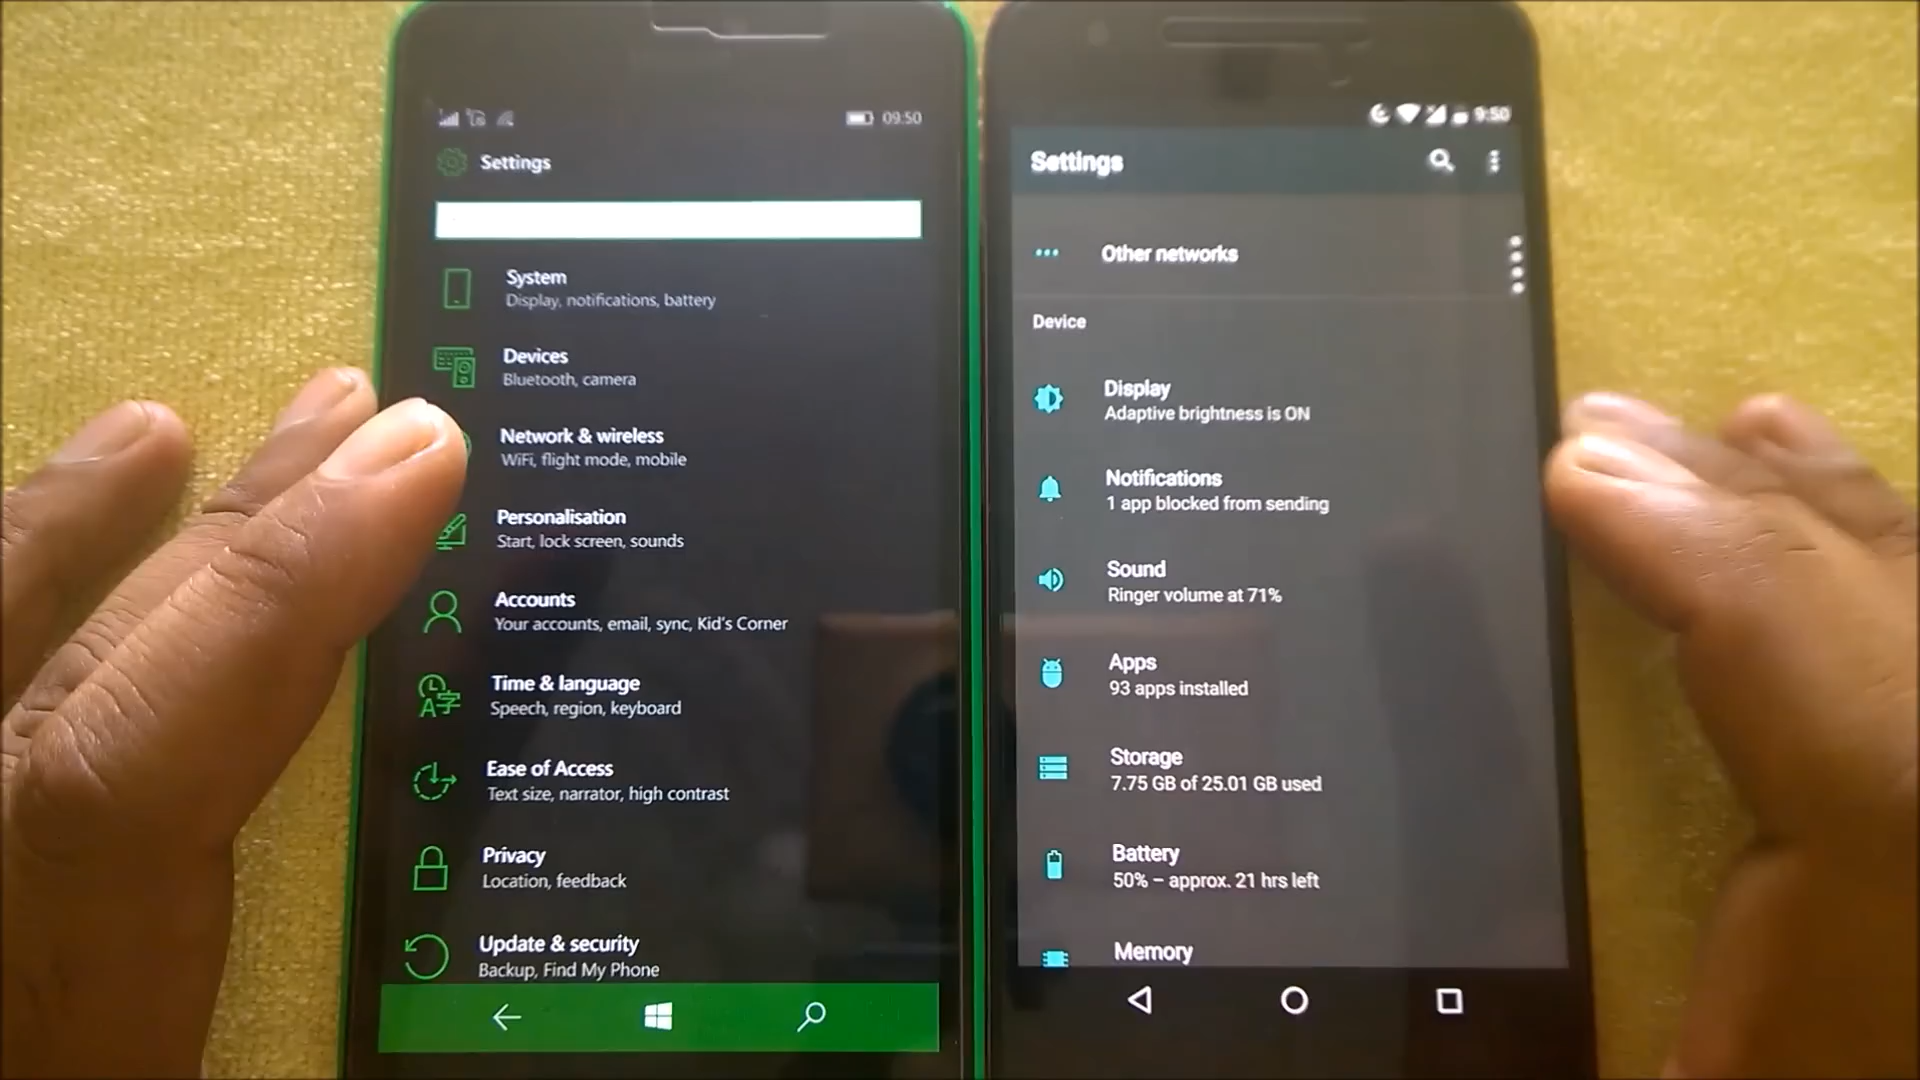 09:50
Settings
System
Display, notifications, battery
Devices
Bluetooth, camera
Network & wireless
WiFi, flight mode, mobile
Personalisation
Start, lock screen, sounds
Accounts
Your accounts, email, sync, Kid's Corner
Time & language
Speech, region, keyboard
Ease of Access
Text size, narrator, high contrast
Privacy
Location, feedback
Update & security
Backup, Find My Phone
9:50
Settings
Other networks
Device
Display
Adaptive brightness is ON
Notifications
1 app blocked from sending
Sound
Ringer volume at 71%
Apps
93 apps installed
Storage
7.75 GB of 25.01 GB used
Battery
50% – approx. 21 hrs left
Memory